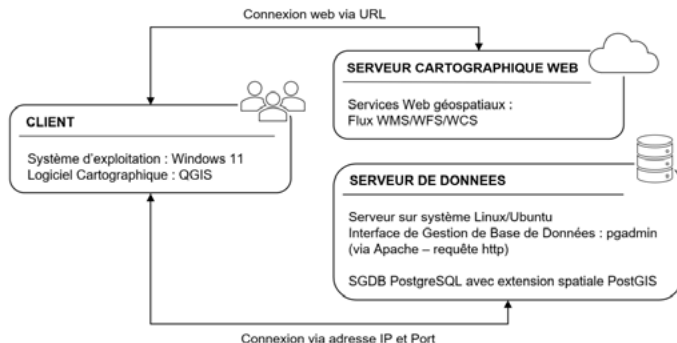 Connexion web via URL
SERVEUR CARTOGRAPHIQUE WEB
Services Web géospatiaux :
Flux WMS/WFS/WCS
CLIENT
Système d'exploitation : Windows 11
Logiciel Cartographique : QGIS
SERVEUR DE DONNEES
Serveur sur système Linux/Ubuntu
Interface de Gestion de Base de Données : pgadmin
(via Apache – requête http)
SGDB PostgreSQL avec extension spatiale PostGIS
Connexion via adresse IP et Port